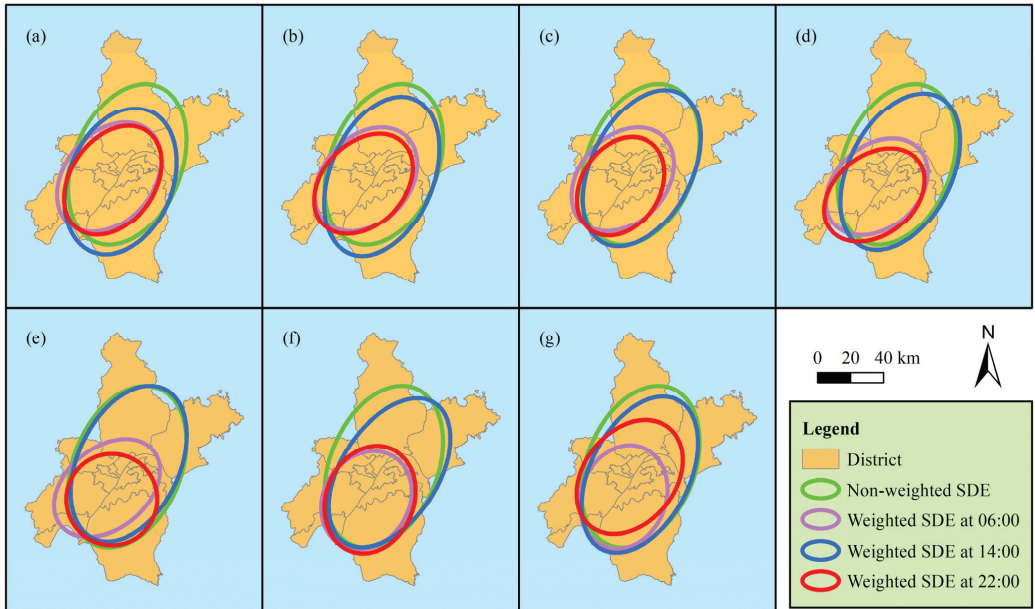 (a)
(b)
(c)
(d)
(e)
(f)
(g)
N
0 20 40 km
Legend
District
Non-weighted SDE
Weighted SDE at 06:00
Weighted SDE at 14:00
Weighted SDE at 22:00